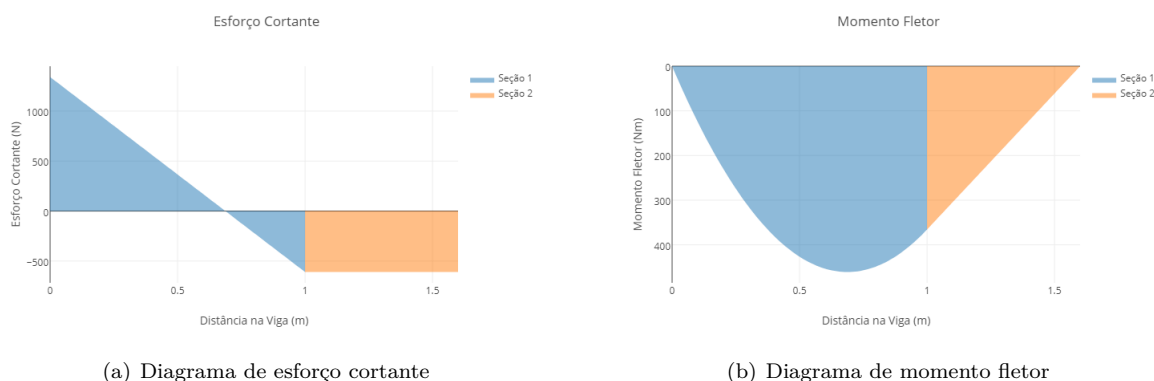 Esforço Cortante
Seção 1
Seção 2
1000
500
0
−500
Esforço Cortante (N)
0
0.5
1
1.5
Distância na Viga (m)
(a) Diagrama de esforço cortante
Momento Fletor
Seção 1
Seção 2
0
100
200
300
400
Momento Fletor (Nm)
0
0.5
1
1.5
Distância na Viga (m)
(b) Diagrama de momento fletor